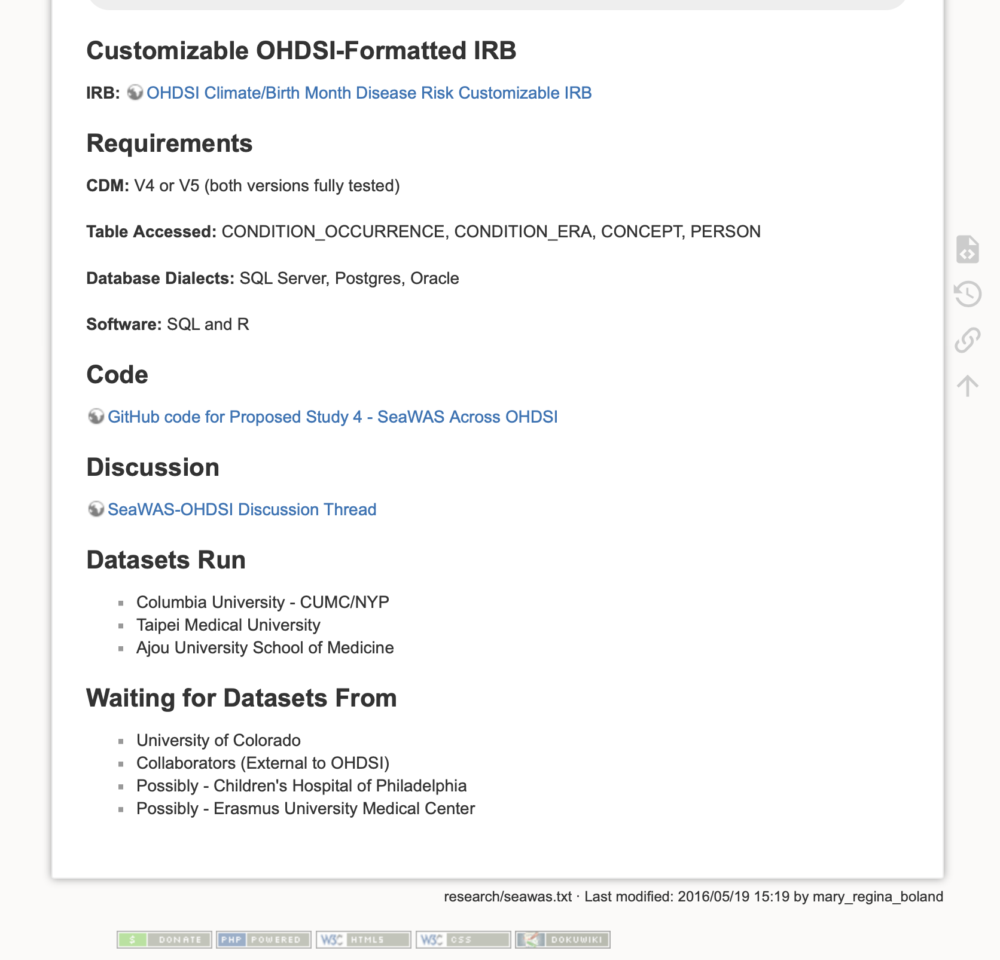 Customizable OHDSI-Formatted IRB
IRB: OHDSI Climate/Birth Month Disease Risk Customizable IRB
Requirements
CDM: V4 or V5 (both versions fully tested)
Table Accessed: CONDITION_OCCURRENCE, CONDITION_ERA, CONCEPT, PERSON
Database Dialects: SQL Server, Postgres, Oracle
Software: SQL and R
Code
GitHub code for Proposed Study 4 - SeaWAS Across OHDSI
Discussion
SeaWAS-OHDSI Discussion Thread
Datasets Run
Columbia University - CUMC/NYP
Taipei Medical University
Ajou University School of Medicine
Waiting for Datasets From
University of Colorado
Collaborators (External to OHDSI)
Possibly - Children's Hospital of Philadelphia
Possibly - Erasmus University Medical Center
research/seawas.txt · Last modified: 2016/05/19 15:19 by mary_regina_boland
$ DONATE PHP POWERED W3C HTML5 W3C CSS DOKUWIKI